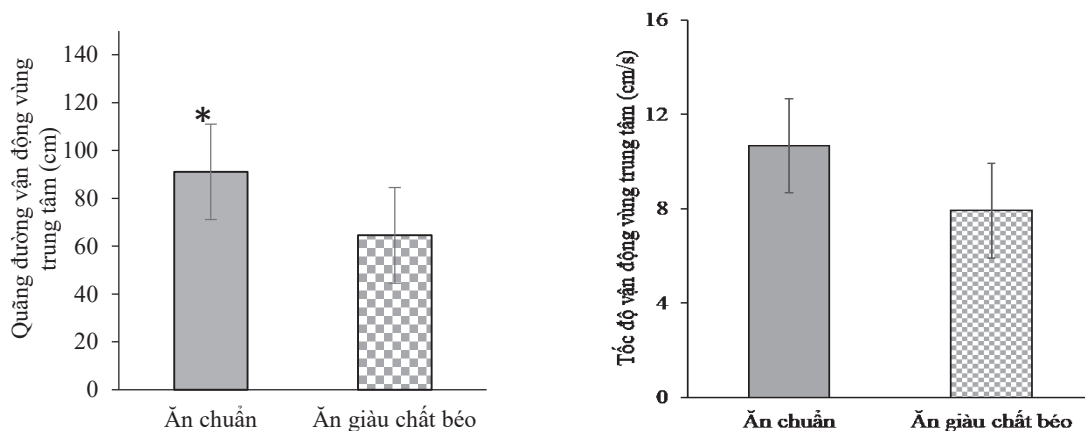 Quãng đường vận động vùng
trung tâm (cm)
140
120
100
80
60
40
20
0
*
Ăn chuẩn
Ăn giàu chất béo
Tốc độ vận động vùng trung tâm (cm/s)
16
12
8
4
0
Ăn chuẩn
Ăn giàu chất béo